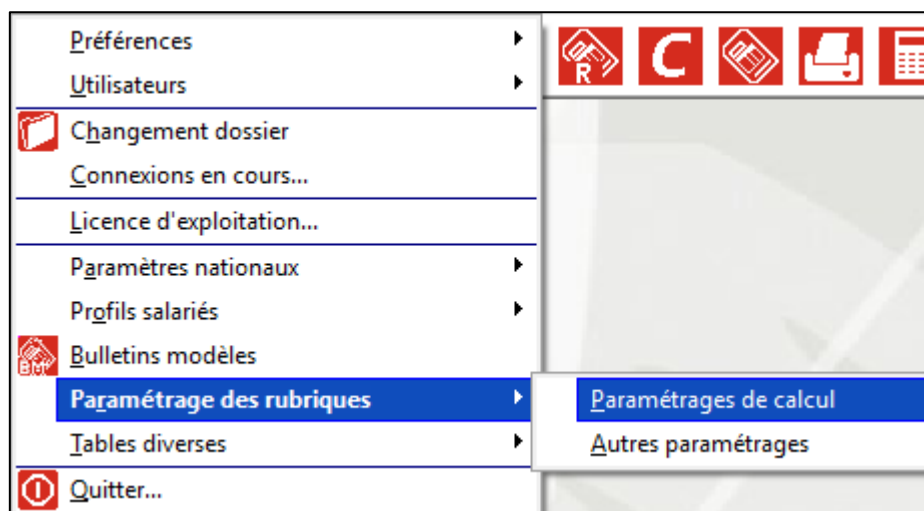 Préférences
Utilisateurs
R C
Changement dossier
Connexions en cours...
Licence d'exploitation...
Paramètres nationaux
Profils salariés
BM Bulletins modèles
Paramétrage des rubriques
Paramétrages de calcul
Tables diverses
Autres paramétrages
Quitter...